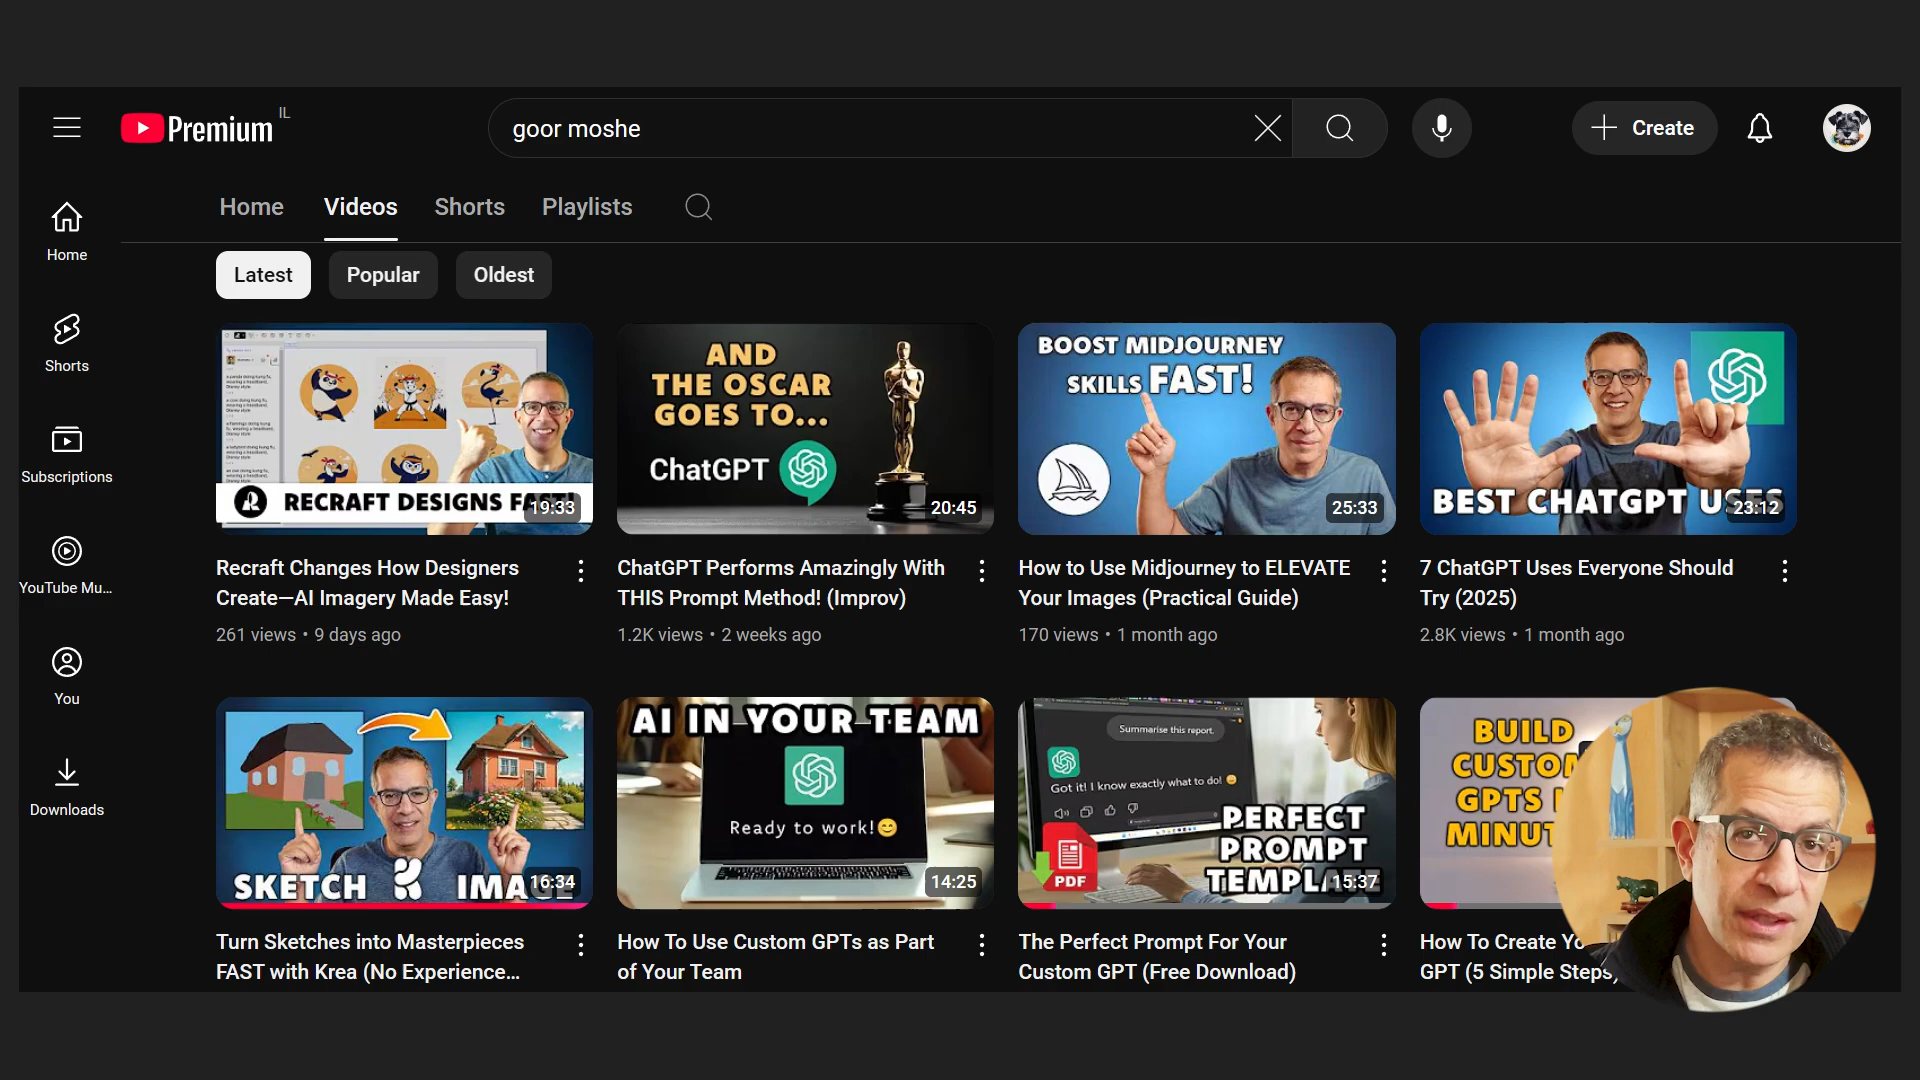 Premium IL
goor moshe
Create
Home
Videos
Shorts
Playlists
Latest
Popular
Oldest
Home
Shorts
Subscriptions
YouTube Mu...
You
Downloads
RECRAFT DESIGNS
19:33
Recraft Changes How Designers
Create—AI Imagery Made Easy!
261 views • 9 days ago
AND
THE OSCAR
GOES TO...
ChatGPT
20:45
ChatGPT Performs Amazingly With
THIS Prompt Method! (Improv)
1.2K views • 2 weeks ago
BOOST MIDJOURNEY
SKILLS FAST!
25:33
How to Use Midjourney to ELEVATE
Your Images (Practical Guide)
170 views • 1 month ago
BEST CHATGPT USES
23:12
7 ChatGPT Uses Everyone Should
Try (2025)
2.8K views • 1 month ago
SKETCH IMAGE
16:34
Turn Sketches into Masterpieces
FAST with Krea (No Experience...
AI IN YOUR TEAM
Ready to work!
14:25
How To Use Custom GPTs as Part
of Your Team
Summarise this report.
Got it! I know exactly what to do!
PDF
PERFECT
PROMPT
TEMPLATE
15:37
The Perfect Prompt For Your
Custom GPT (Free Download)
BUILD
CUSTOM
GPTS
How To Create
GPT (5 Simple Steps)